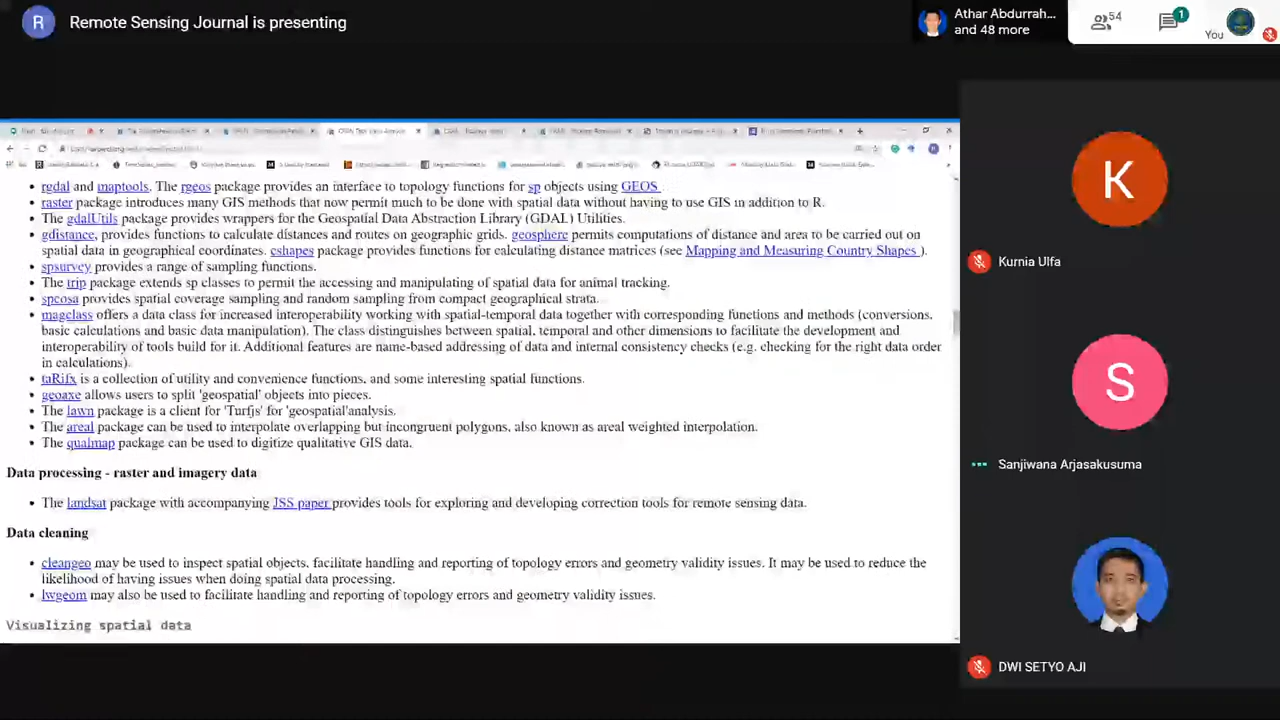 R
Remote Sensing Journal is presenting
Athar Abdurrah...
and 48 more
54
1
You
rgdal and maptools. The rgeos package provides an interface to topology functions for sp objects using GEOS .
raster package introduces many GIS methods that now permit much to be done with spatial data without having to use GIS in addition to R.
The gdalUtils package provides wrappers for the Geospatial Data Abstraction Library (GDAL) Utilities.
gdistance, provides functions to calculate distances and routes on geographic grids. geosphere permits computations of distance and area to be carried out on
spatial data in geographical coordinates. cshapes package provides functions for calculating distance matrices (see Mapping and Measuring Country Shapes ).
spsurvey provides a range of sampling functions.
The trip package extends sp classes to permit the accessing and manipulating of spatial data for animal tracking.
spcosa provides spatial coverage sampling and random sampling from compact geographical strata.
magclass offers a data class for increased interoperability working with spatial-temporal data together with corresponding functions and methods (conversions,
basic calculations and basic data manipulation). The class distinguishes between spatial, temporal and other dimensions to facilitate the development and
interoperability of tools build for it. Additional features are name-based addressing of data and internal consistency checks (e.g. checking for the right data order
in calculations).
taRifx is a collection of utility and convenience functions, and some interesting spatial functions.
geoaxe allows users to split 'geospatial' objects into pieces.
The lawn package is a client for 'Turfjs' for 'geospatial'analysis.
The areal package can be used to interpolate overlapping but incongruent polygons, also known as areal weighted interpolation.
The qualmap package can be used to digitize qualitative GIS data.
Data processing - raster and imagery data
The landsat package with accompanying JSS paper provides tools for exploring and developing correction tools for remote sensing data.
Data cleaning
cleangeo may be used to inspect spatial objects, facilitate handling and reporting of topology errors and geometry validity issues. It may be used to reduce the
likelihood of having issues when doing spatial data processing.
lwgeom may also be used to facilitate handling and reporting of topology errors and geometry validity issues.
Visualizing spatial data
K
Kurnia Ulfa
S
Sanjiwana Arjasakusuma
DWI SETYO AJI